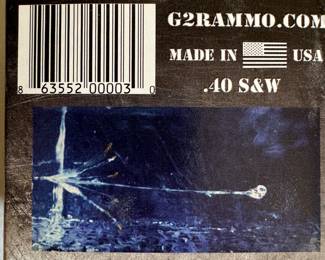 G2RAMMO.COM
MADE IN USA
.40 S&W
8 63552 00003 0